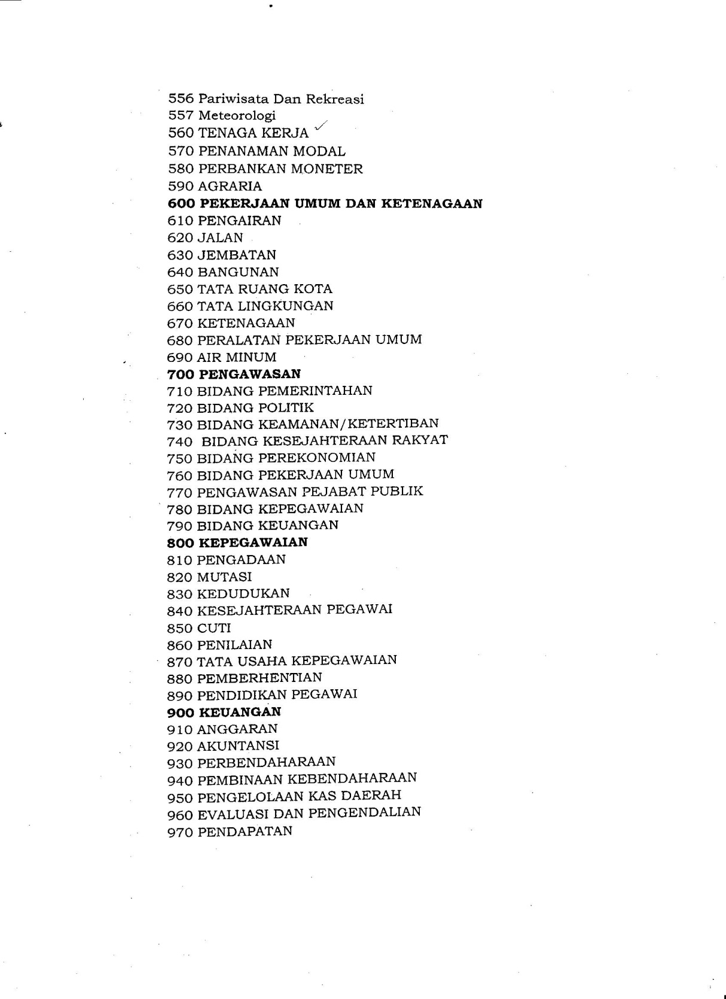 556 Pariwisata Dan Rekreasi
557 Meteorologi
560 TENAGA KERJA ✓
570 PENANAMAN MODAL
580 PERBANKAN MONETER
590 AGRARIA
600 PEKERJAAN UMUM DAN KETENAGAAN
610 PENGAIRAN
620 JALAN
630 JEMBATAN
640 BANGUNAN
650 TATA RUANG KOTA
660 TATA LINGKUNGAN
670 KETENAGAAN
680 PERALATAN PEKERJAAN UMUM
690 AIR MINUM
700 PENGAWASAN
710 BIDANG PEMERINTAHAN
720 BIDANG POLITIK
730 BIDANG KEAMANAN/KETERTIBAN
740 BIDANG KESEJAHTERAAN RAKYAT
750 BIDANG PEREKONOMIAN
760 BIDANG PEKERJAAN UMUM
770 PENGAWASAN PEJABAT PUBLIK
780 BIDANG KEPEGAWAIAN
790 BIDANG KEUANGAN
800 KEPEGAWAIAN
810 PENGADAAN
820 MUTASI
830 KEDUDUKAN
840 KESEJAHTERAAN PEGAWAI
850 CUTI
860 PENILAIAN
870 TATA USAHA KEPEGAWAIAN
880 PEMBERHENTIAN
890 PENDIDIKAN PEGAWAI
900 KEUANGAN
910 ANGGARAN
920 AKUNTANSI
930 PERBENDAHARAAN
940 PEMBINAAN KEBENDAHARAAN
950 PENGELOLAAN KAS DAERAH
960 EVALUASI DAN PENGENDALIAN
970 PENDAPATAN